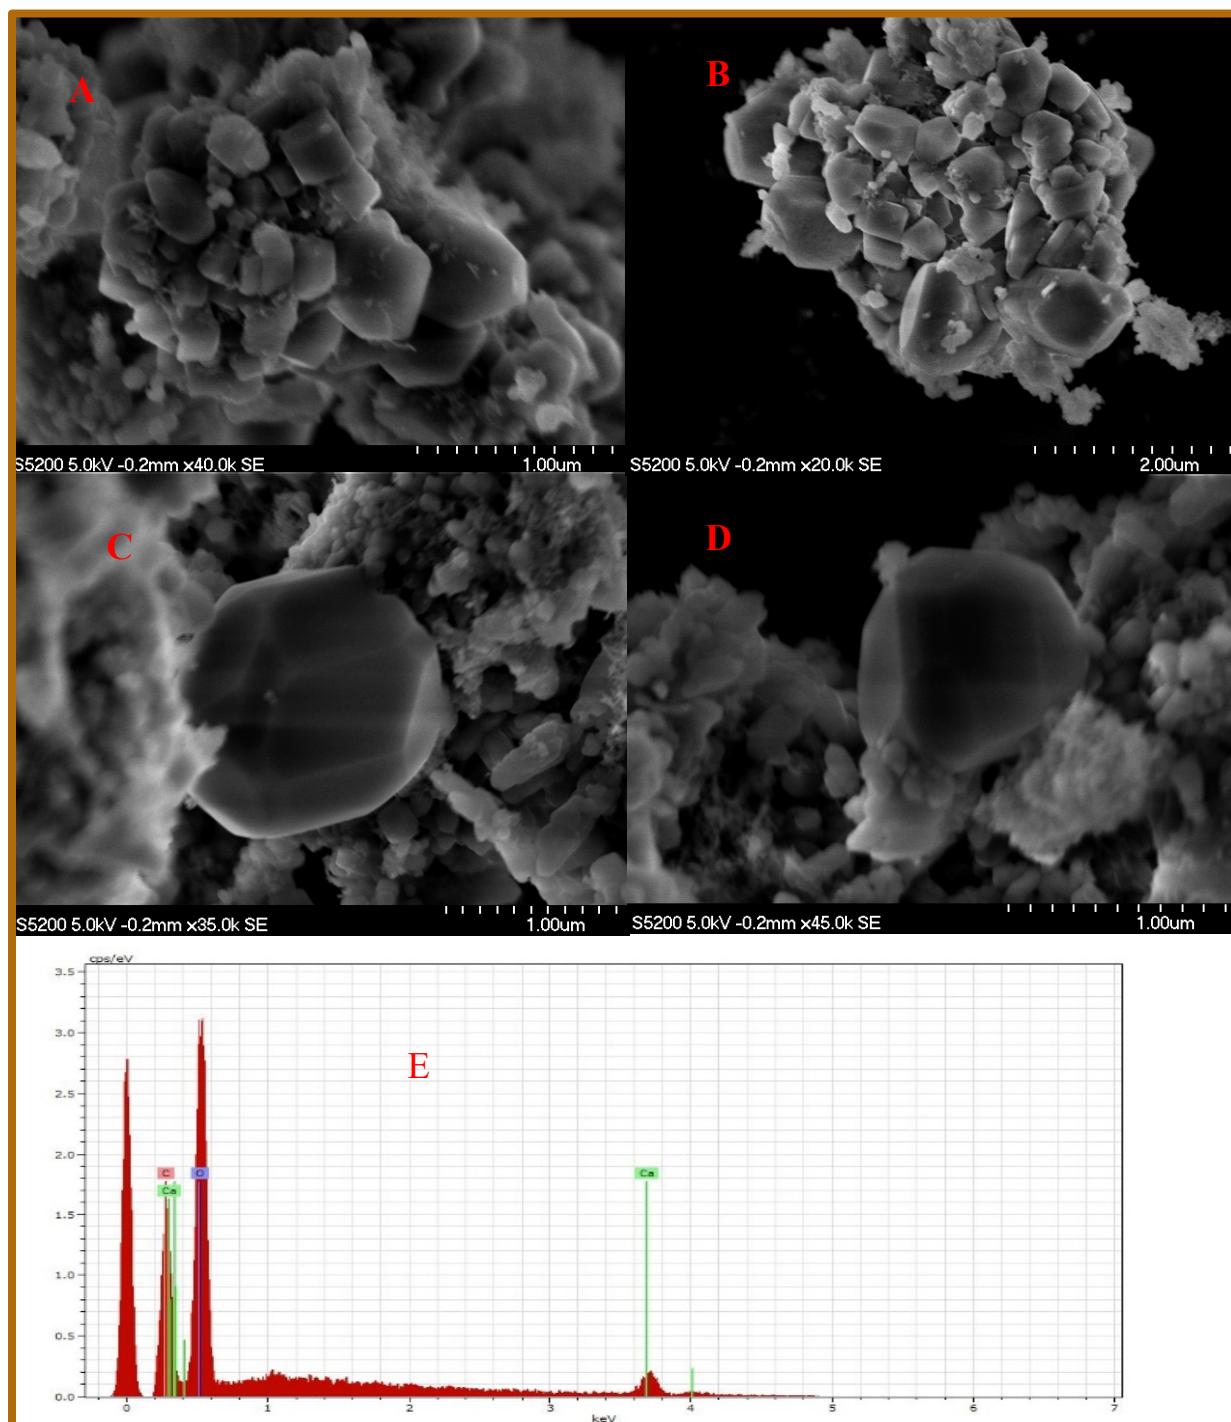 A
B
S5200 5.0kV -0.2mm x40.0k SE
1.00um
S5200 5.0kV -0.2mm x20.0k SE
2.00um
C
D
S5200 5.0kV -0.2mm x35.0k SE
1.00um
S5200 5.0kV -0.2mm x45.0k SE
1.00um
cps/eV
3.5
3.0
E
2.5
2.0
C
O
Ca
Ca
1.5
1.0
0.5
0.0
0 1 2 3 4 5 6 7
keV